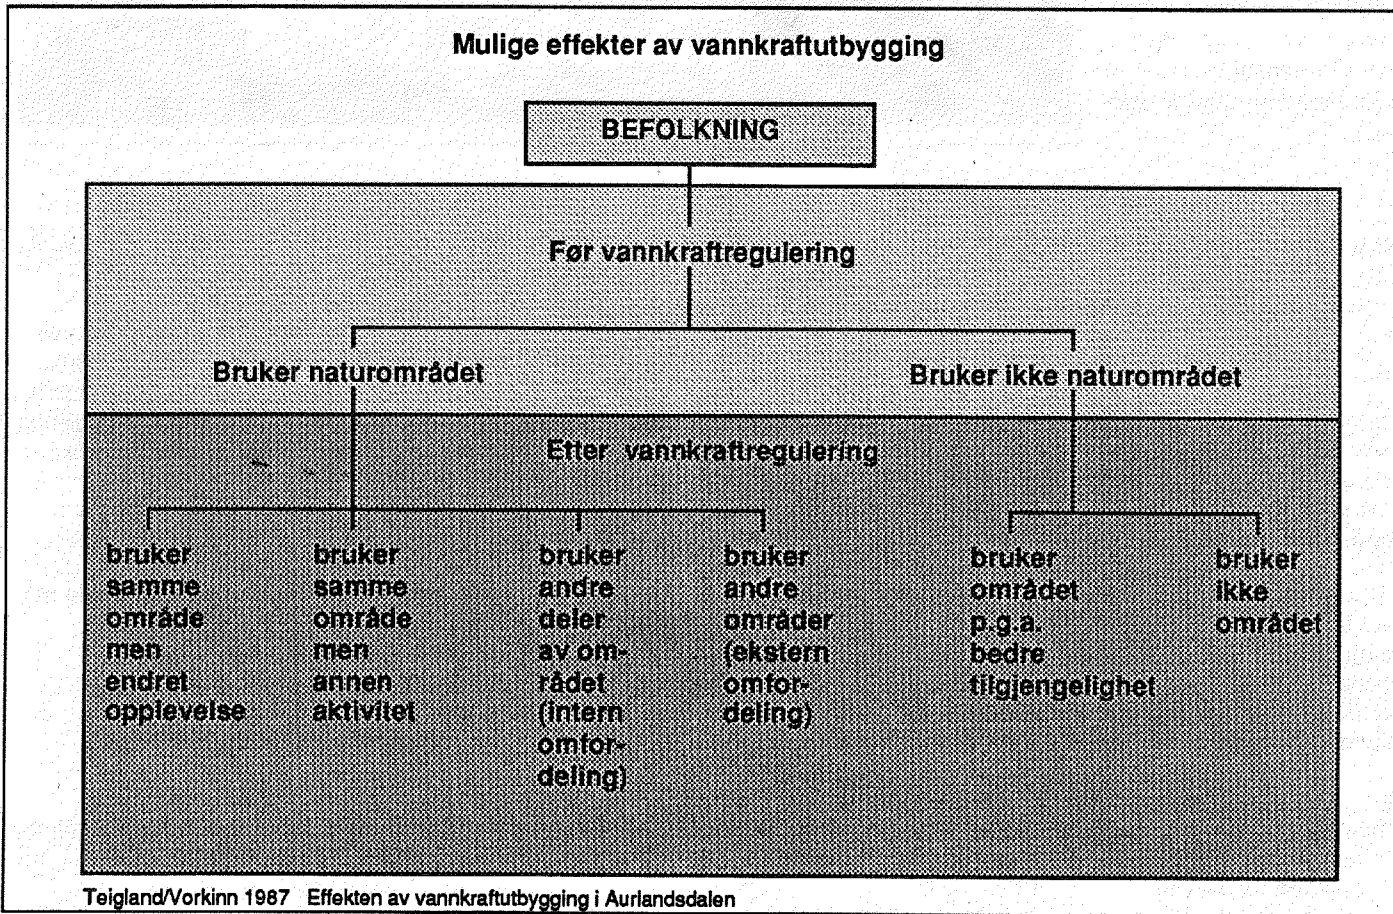 Mulige effekter av vannkraftutbygging
BEFOLKNING
Før vannkraftregulering
Bruker naturområdet
Bruker ikke naturområdet
Etter vannkraftregulering
bruker
samme
område
men
endret
opplevelse
bruker
samme
område
men
annen
aktivitet
bruker
andre
deler
av om-
rådet
(intern
omfor-
deling)
bruker
andre
områder
(ekstern
omfor-
deling)
bruker
området
p.g.a.
bedre
tilgjengelighet
bruker
ikke
området
Teigland/Vorkinn 1987 Effekten av vannkraftutbygging i Aurlandsdalen